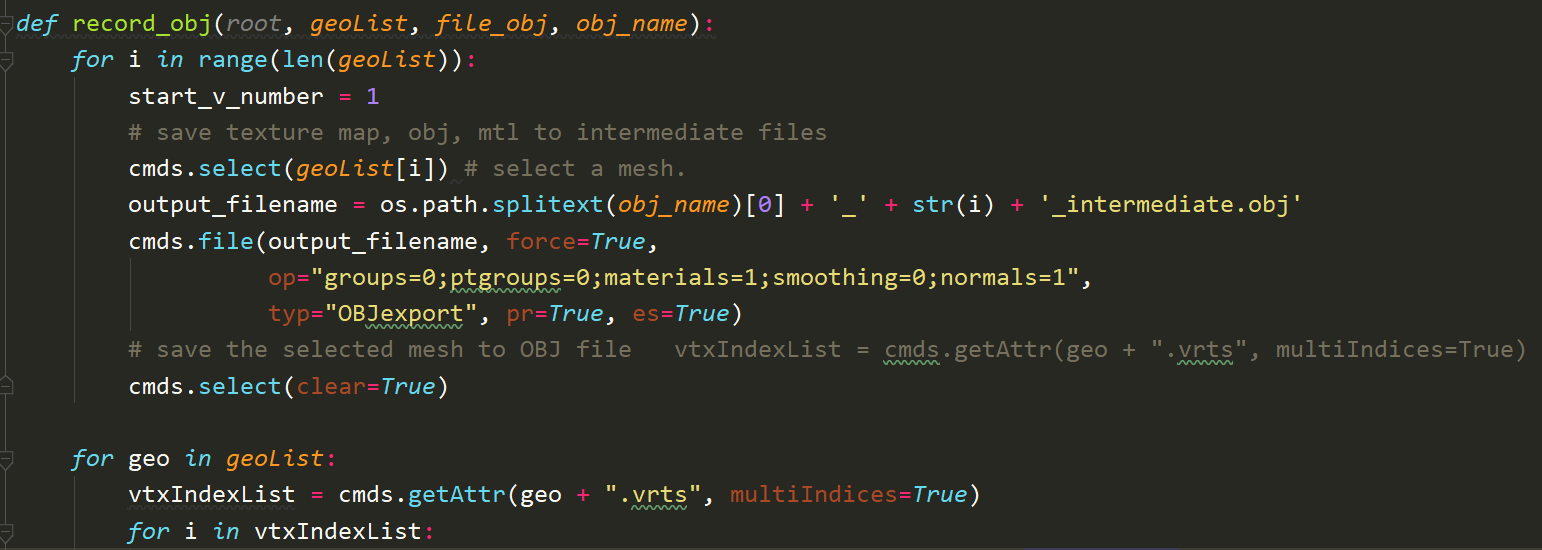 def record_obj(root, geoList, file_obj, obj_name):
for i in range(len(geoList)):
start_v_number = 1
# save texture map, obj, mtl to intermediate files
cmds.select(geoList[i]) # select a mesh.
output_filename = os.path.splitext(obj_name)[0] + '_' + str(i) + '_intermediate.obj'
cmds.file(output_filename, force=True,
op="groups=0;ptgroups=0;materials=1;smoothing=0;normals=1",
typ="OBJexport", pr=True, es=True)
# save the selected mesh to OBJ file   vtxIndexList = cmds.getAttr(geo + ".vrts", multiIndices=True)
cmds.select(clear=True)
for geo in geoList:
vtxIndexList = cmds.getAttr(geo + ".vrts", multiIndices=True)
for i in vtxIndexList: